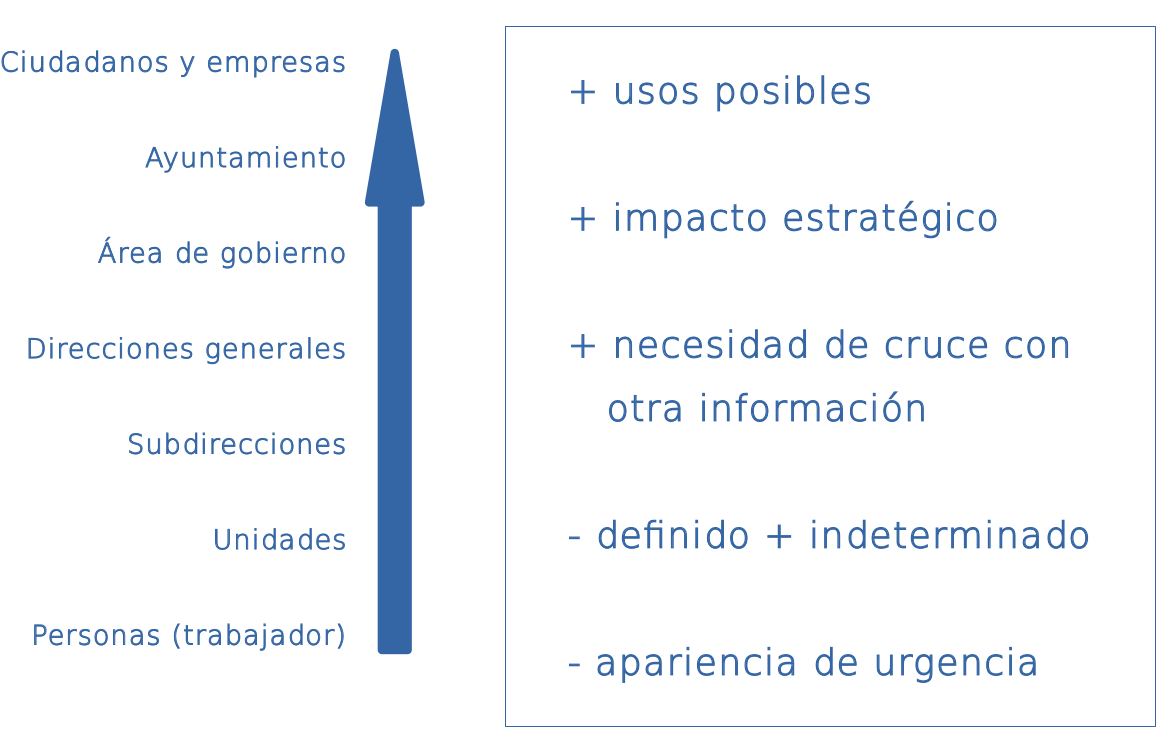 Ciudadanos y empresas
Ayuntamiento
Área de gobierno
Direcciones generales
Subdirecciones
Unidades
Personas (trabajador)
+ usos posibles
+ impacto estratégico
+ necesidad de cruce con
otra información
- definido + indeterminado
- apariencia de urgencia